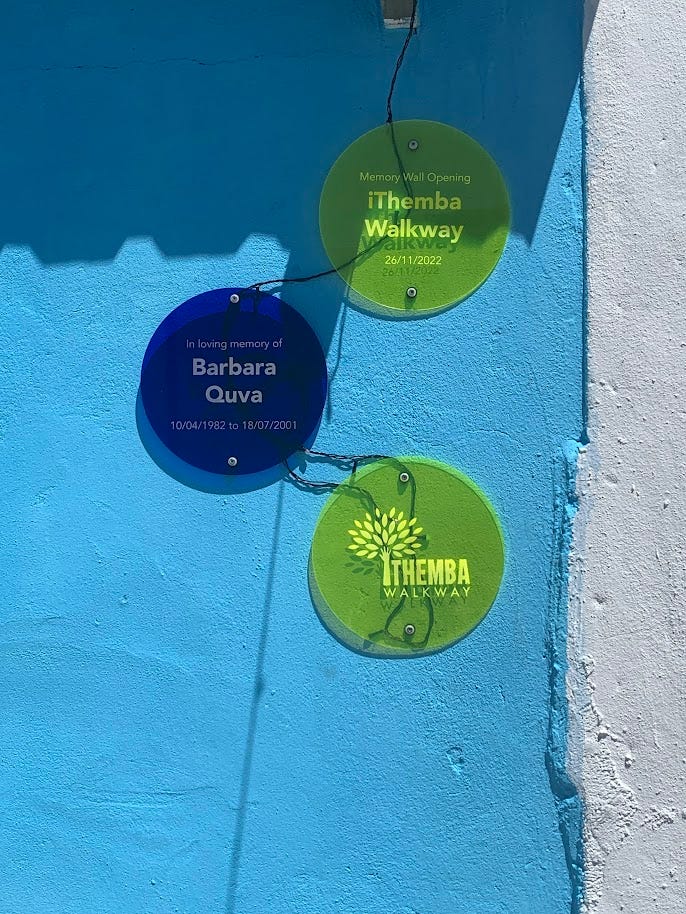 Memory Wall Opening
iThemba
Walkway
26/11/2022
In loving memory of
Barbara
Quva
10/04/1982 to 18/07/2001
iTHEMBA
WALKWAY